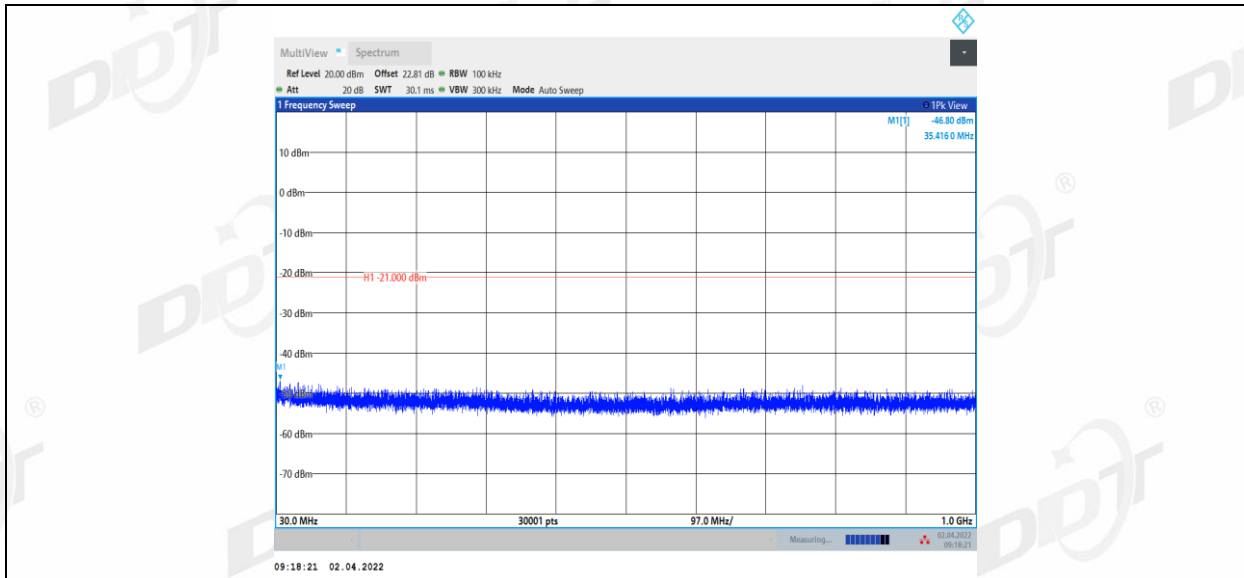 MultiView Spectrum
Ref Level 20.00 dBm Offset 22.81 dB RBW 100 kHz
Att 20 dB SWT 30.1 ms VBW 300 kHz Mode Auto Sweep
1 Frequency Sweep 1Pk View
M1[1] -46.80 dBm
35.4160 MHz
10 dBm
0 dBm
-10 dBm
-20 dBm
H1 -21.000 dBm
-30 dBm
-40 dBm
M1
-50 dBm
-60 dBm
-70 dBm
30.0 MHz 30001 pts 97.0 MHz/ 1.0 GHz
Measuring... 02.04.2022
09:18:21
09:18:21 02.04.2022
DDT ®